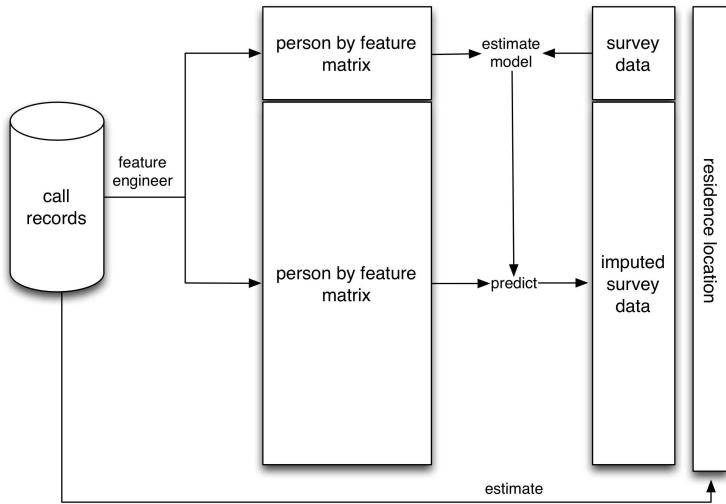 person by feature
matrix
estimate
model
survey
data
feature
engineer
call
records
residence location
person by feature
matrix
predict
imputed
survey
data
estimate